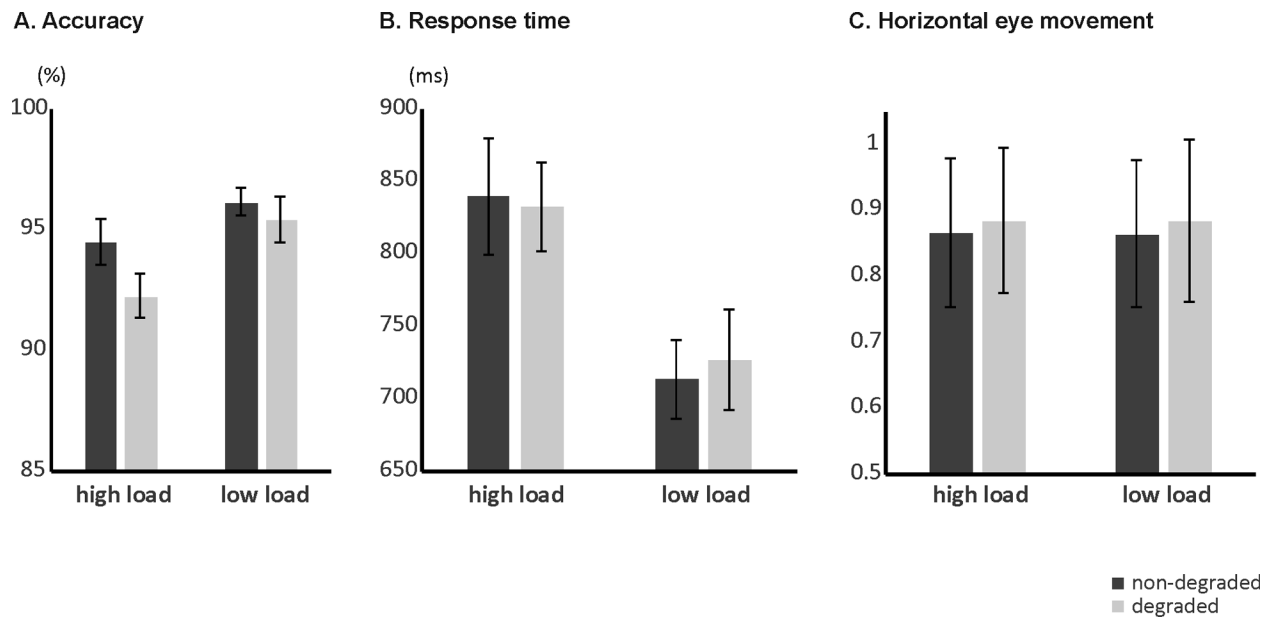 A. Accuracy
(%)
100
95
90
85
high load
low load
B. Response time
(ms)
900
850
800
750
700
650
high load
low load
C. Horizontal eye movement
1
0.9
0.8
0.7
0.6
0.5
high load
low load
non-degraded
degraded